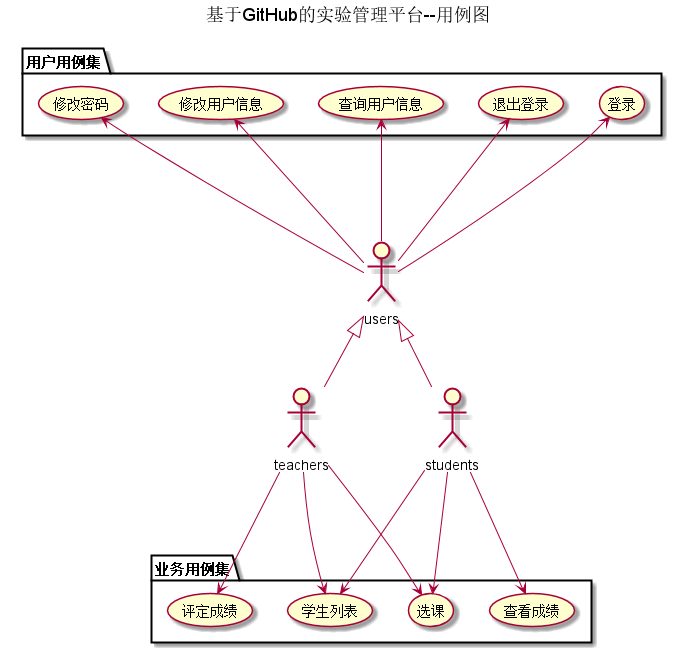 基于GitHub的实验管理平台--用例图
用户用例集
修改密码
修改用户信息
查询用户信息
退出登录
登录
users
teachers
students
业务用例集
评定成绩
学生列表
选课
查看成绩